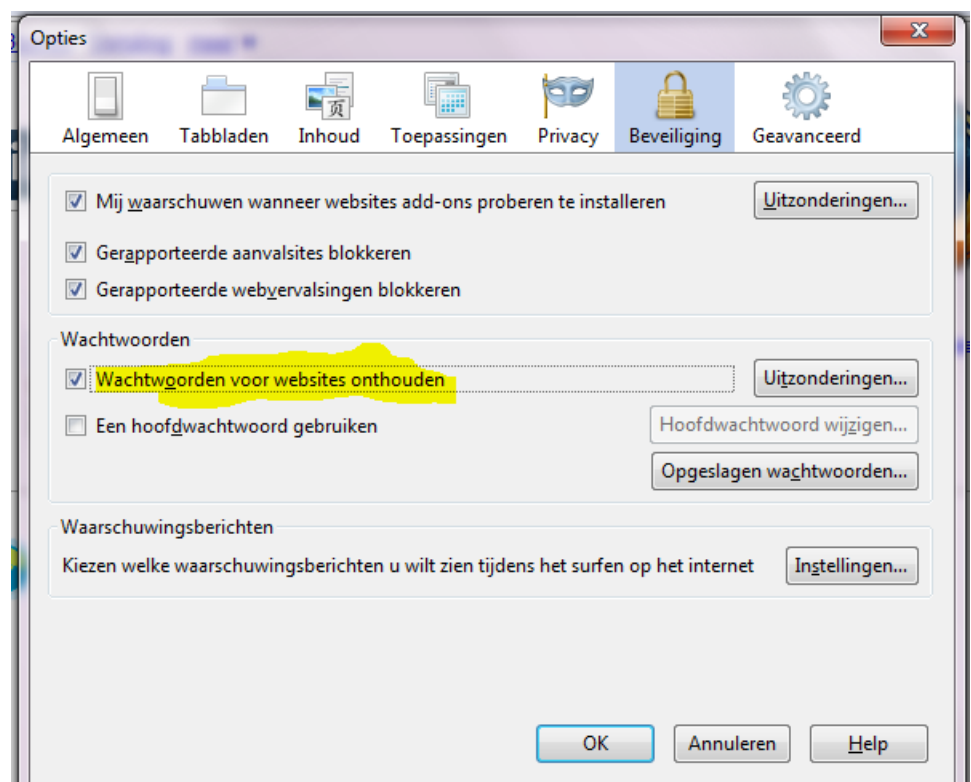 Opties
Algemeen Tabbladen Inhoud Toepassingen Privacy Beveiliging Geavanceerd
Mij waarschuwen wanneer websites add-ons proberen te installeren Uitzonderingen...
Gerapporteerde aanvalsites blokkeren
Gerapporteerde webvervalsingen blokkeren
Wachtwoorden
Wachtwoorden voor websites onthouden Uitzonderingen...
Een hoofdwachtwoord gebruiken Hoofdwachtwoord wijzigen...
Opgeslagen wachtwoorden...
Waarschuwingsberichten
Kiezen welke waarschuwingsberichten u wilt zien tijdens het surfen op het internet Instellingen...
OK Annuleren Help